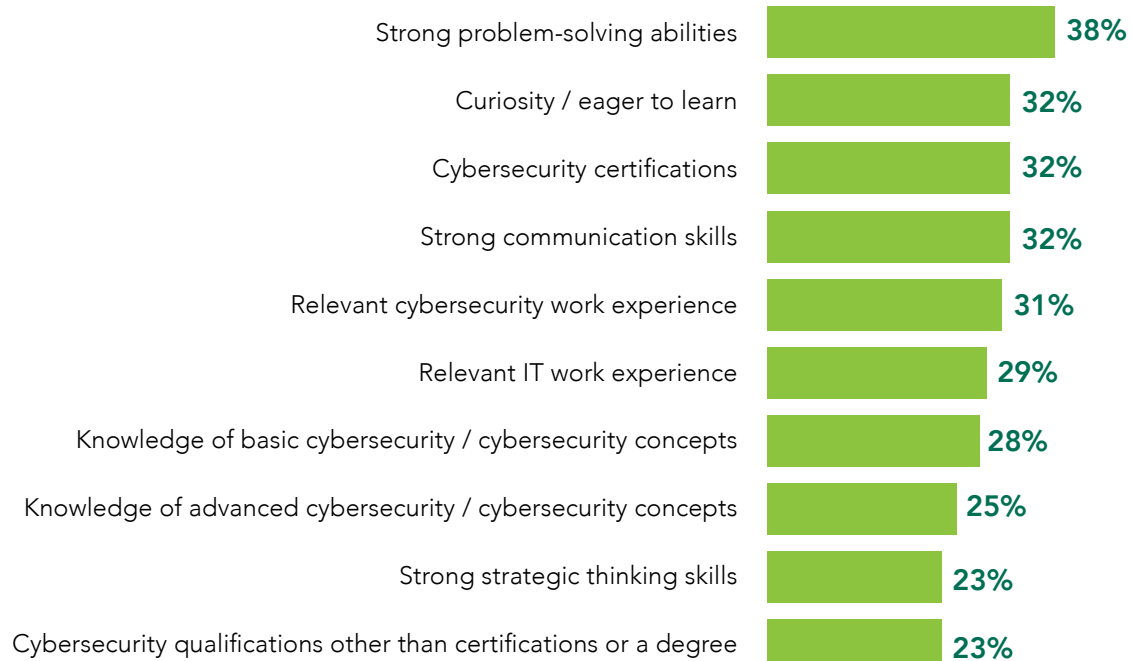 Strong problem-solving abilities 38%
Curiosity / eager to learn 32%
Cybersecurity certifications 32%
Strong communication skills 32%
Relevant cybersecurity work experience 31%
Relevant IT work experience 29%
Knowledge of basic cybersecurity / cybersecurity concepts 28%
Knowledge of advanced cybersecurity / cybersecurity concepts 25%
Strong strategic thinking skills 23%
Cybersecurity qualifications other than certifications or a degree 23%